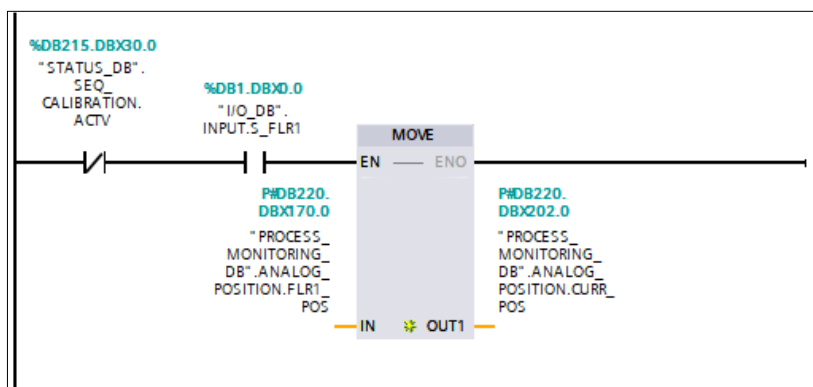 %DB215.DBX30.0
"STATUS_DB".
SEQ_
CALIBRATION.
ACTV
%DB1.DBX0.0
"I/O_DB".
INPUT.S_FLR1
MOVE
EN
ENO
P#DB220.
DBX170.0
"PROCESS_
MONITORING_
DB".ANALOG_
POSITION.FLR1_
POS
IN
P#DB220.
DBX202.0
"PROCESS_
MONITORING_
DB".ANALOG_
POSITION.CURR_
POS
OUT1